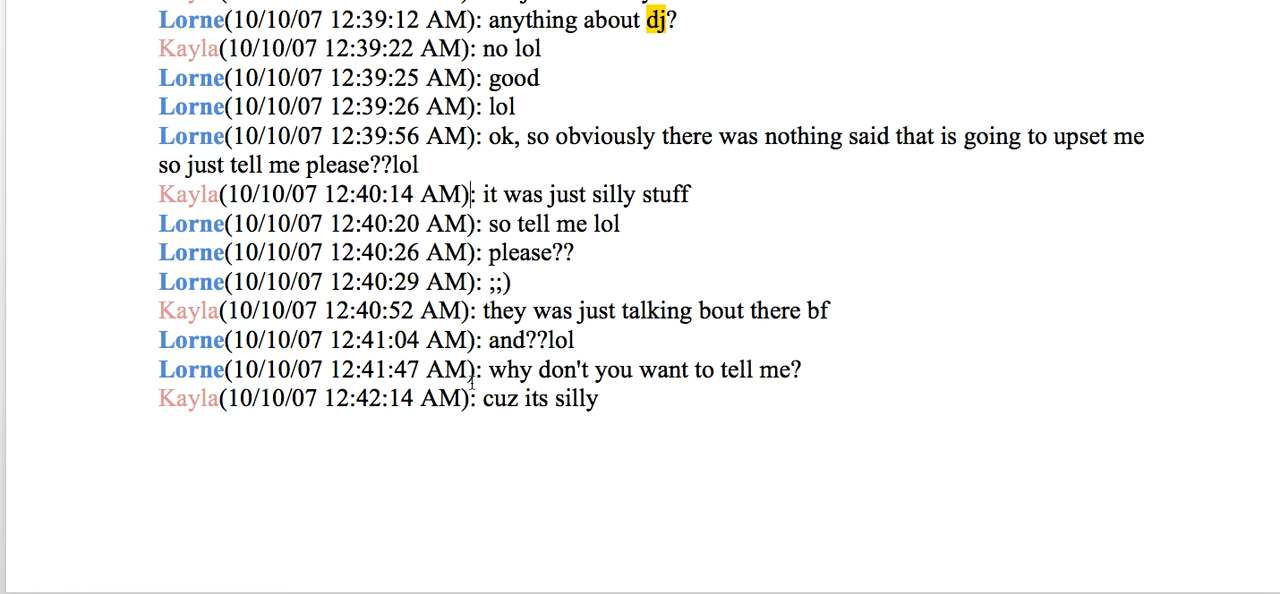 Lorne(10/10/07 12:39:12 AM): anything about dj?
Kayla(10/10/07 12:39:22 AM): no lol
Lorne(10/10/07 12:39:25 AM): good
Lorne(10/10/07 12:39:26 AM): lol
Lorne(10/10/07 12:39:56 AM): ok, so obviously there was nothing said that is going to upset me
so just tell me please??lol
Kayla(10/10/07 12:40:14 AM): it was just silly stuff
Lorne(10/10/07 12:40:20 AM): so tell me lol
Lorne(10/10/07 12:40:26 AM): please??
Lorne(10/10/07 12:40:29 AM): ;;)
Kayla(10/10/07 12:40:52 AM): they was just talking bout there bf
Lorne(10/10/07 12:41:04 AM): and??lol
Lorne(10/10/07 12:41:47 AM): why don't you want to tell me?
Kayla(10/10/07 12:42:14 AM): cuz its silly